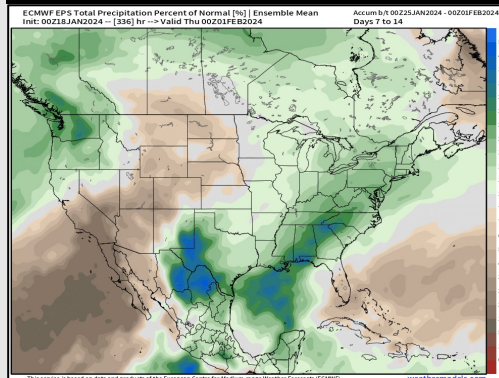 ECMWF EPS Total Precipitation Percent of Normal [%] | Ensemble Mean
Init: 00Z18JAN2024 -- [336] hr --> Valid Thu 00Z01FEB2024
Accum b/t 00Z25JAN2024 - 00Z01FEB2024
Days 7 to 14